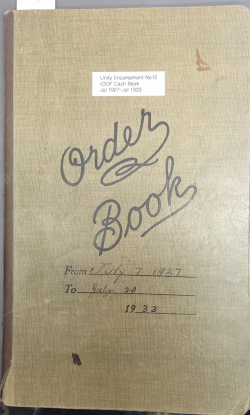 Unity Encampment No12
IOOF Cash Book
Jul 1927-Jul 1933
Order
Book
From July 7 1927
To July 20
1933